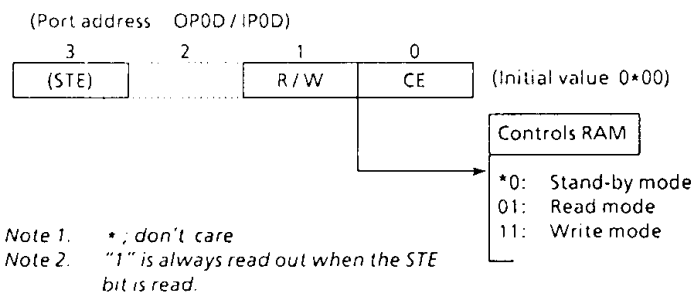 (Port address OP0D / IP0D)
3 2 1 0
(STE) R / W CE (Initial value 0*00)
Controls RAM
*0: Stand-by mode
01: Read mode
11: Write mode
Note 1. * ; don't care
Note 2. "1" is always read out when the STE
bit is read.